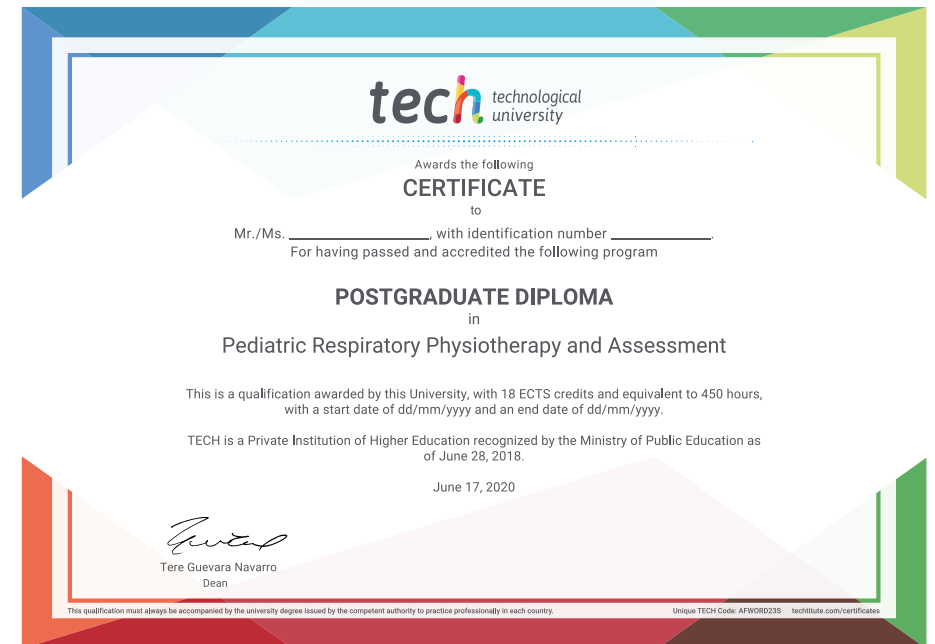 tech technological
university
Awards the following
CERTIFICATE
to
Mr./Ms. ____________________, with identification number ______________.
For having passed and accredited the following program
POSTGRADUATE DIPLOMA
in
Pediatric Respiratory Physiotherapy and Assessment
This is a qualification awarded by this University, with 18 ECTS credits and equivalent to 450 hours,
with a start date of dd/mm/yyyy and an end date of dd/mm/yyyy.
TECH is a Private Institution of Higher Education recognized by the Ministry of Public Education as
of June 28, 2018.
June 17, 2020
Tere Guevara Navarro
Dean
This qualification must always be accompanied by the university degree issued by the competent authority to practice professionally in each country.
Unique TECH Code: AFWORD23S techtitute.com/certificates